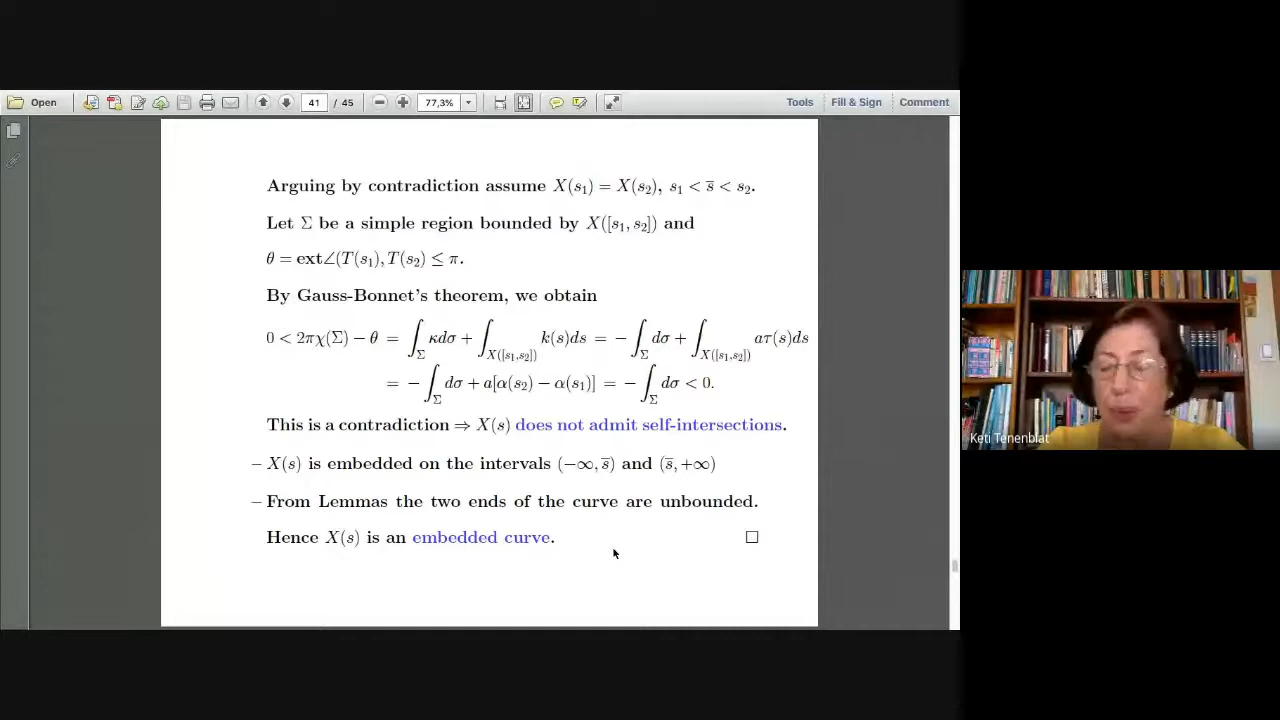 Open 41 / 45 77,3% Tools Fill & Sign Comment
Arguing by contradiction assume X(s₁) = X(s₂), s₁ < s̄ < s₂.
Let Σ be a simple region bounded by X([s₁, s₂]) and
θ = ext∠(T(s₁), T(s₂) ≤ π.
By Gauss-Bonnet's theorem, we obtain
0 < 2πχ(Σ) − θ = ∫_Σ κdσ + ∫_{X([s₁,s₂])} k(s)ds = − ∫_Σ dσ + ∫_{X([s₁,s₂])} aτ(s)ds
= − ∫_Σ dσ + a[α(s₂) − α(s₁)] = − ∫_Σ dσ < 0.
This is a contradiction ⇒ X(s) does not admit self-intersections.
– X(s) is embedded on the intervals (−∞, s̄) and (s̄, +∞)
– From Lemmas the two ends of the curve are unbounded.
Hence X(s) is an embedded curve. □
Keti Tenenblat